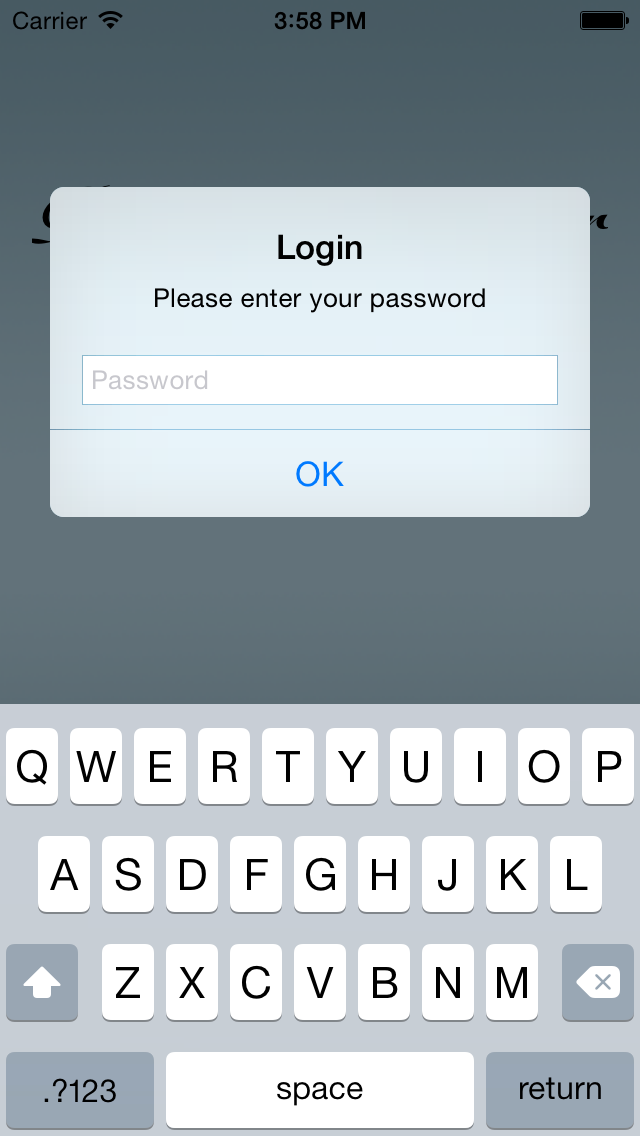 Carrier 3:58 PM
Login
Please enter your password
Password
OK
Q W E R T Y U I O P
A S D F G H J K L
Z X C V B N M
.?123 space return